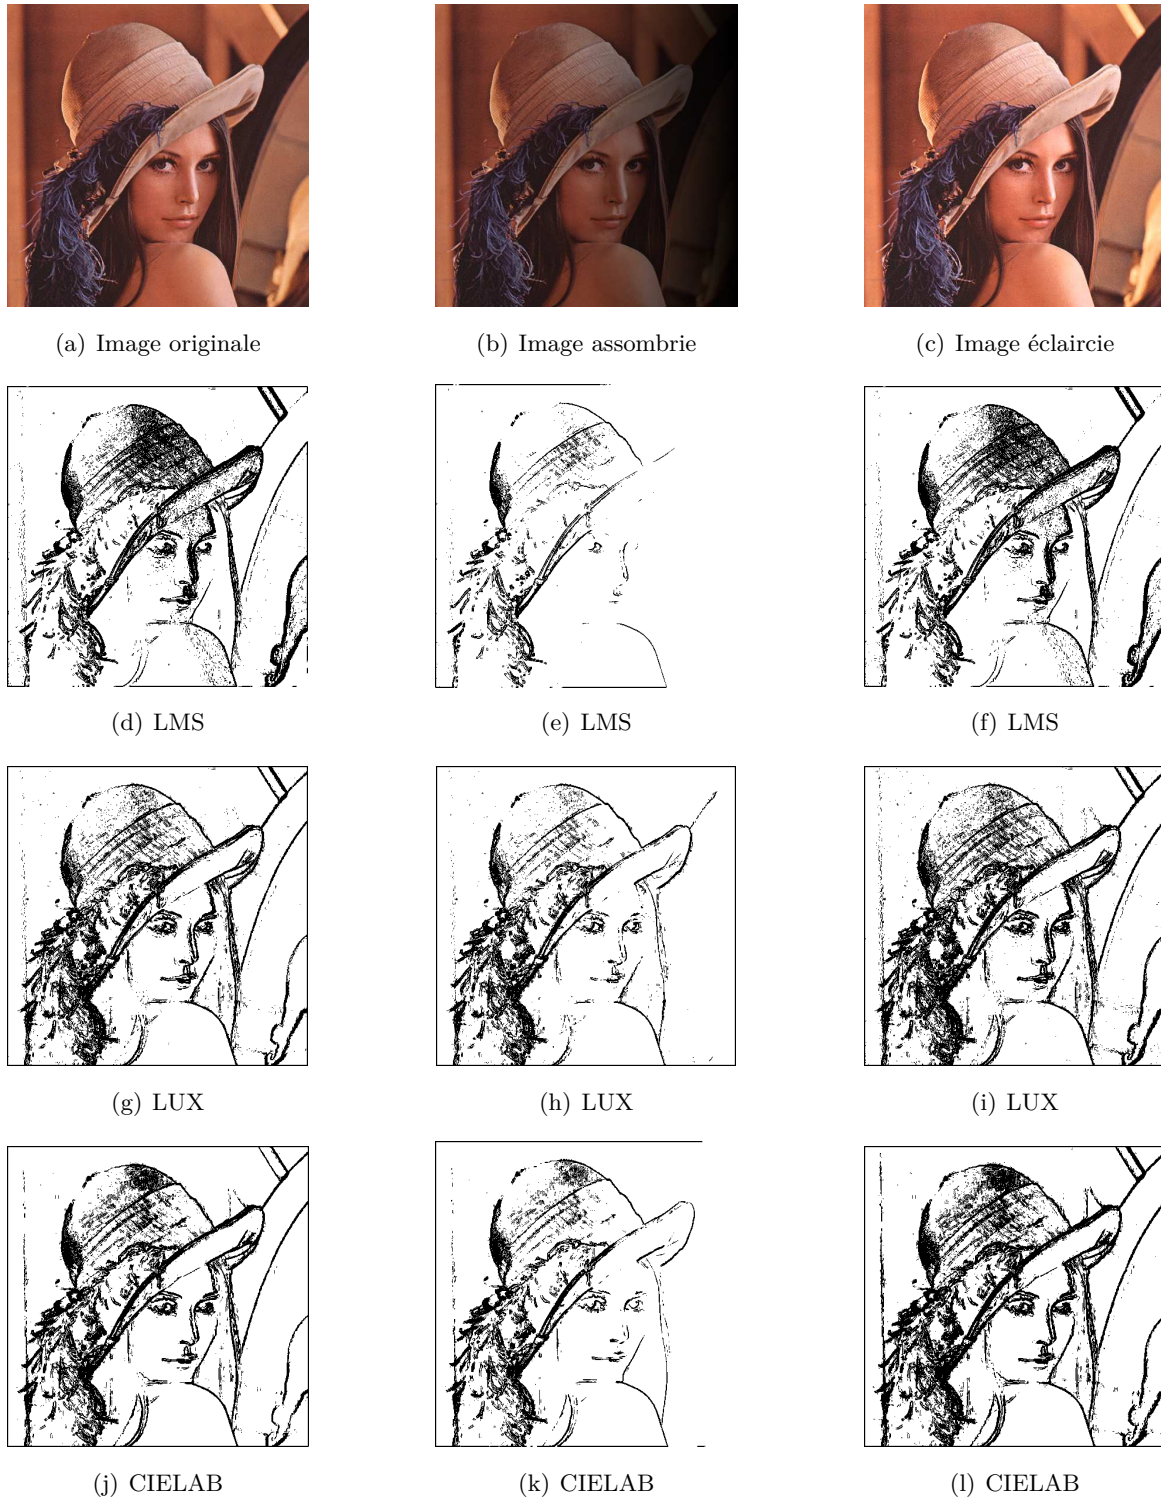 (a) Image originale
(b) Image assombrie
(c) Image éclaircie
(d) LMS
(e) LMS
(f) LMS
(g) LUX
(h) LUX
(i) LUX
(j) CIELAB
(k) CIELAB
(l) CIELAB